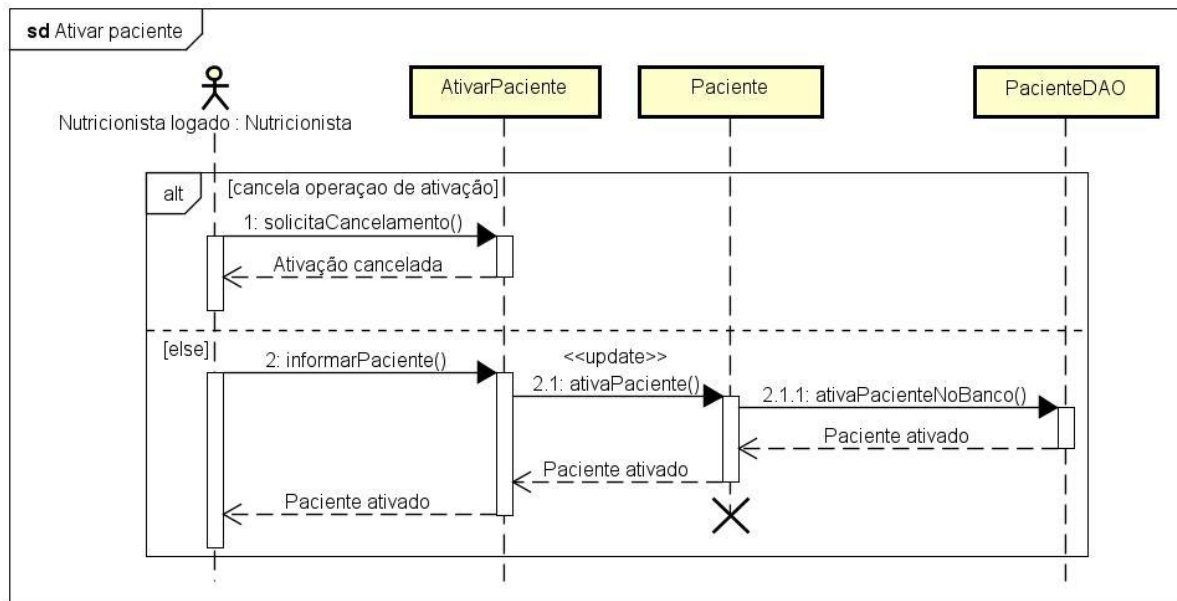 sd Ativar paciente
AtivarPaciente
Paciente
PacienteDAO
Nutricionista logado : Nutricionista
alt
[cancela operaçao de ativação]
1: solicitaCancelamento()
Ativação cancelada
[else]
2: informarPaciente()
<<update>>
2.1: ativaPaciente()
2.1.1: ativaPacienteNoBanco()
Paciente ativado
Paciente ativado
Paciente ativado